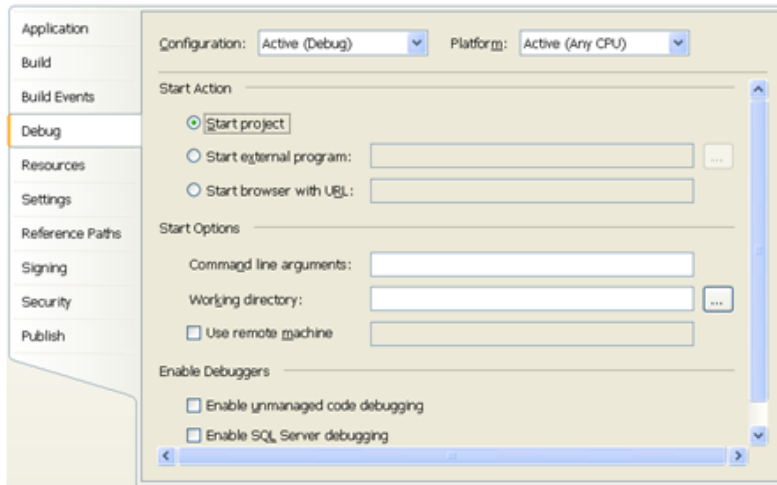 Application
Build
Build Events
Debug
Resources
Settings
Reference Paths
Signing
Security
Publish
Configuration: Active (Debug) Platform: Active (Any CPU)
Start Action
Start project
Start external program: ...
Start browser with URL:
Start Options
Command line arguments:
Working directory: ...
Use remote machine
Enable Debuggers
Enable unmanaged code debugging
Enable SQL Server debugging